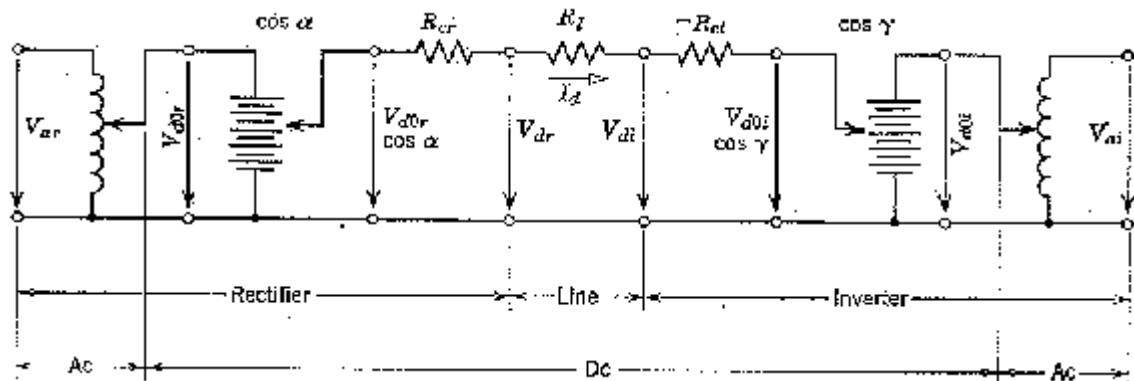 cos α
R_cr
R_l
-R_ci
cos γ
I_d
V_ar
V_d0r
V_d0r
cos α
V_dr
V_di
V_d0i
cos γ
V_d0i
V_ai
Rectifier
Line
Inverter
Ac
Dc
Ac